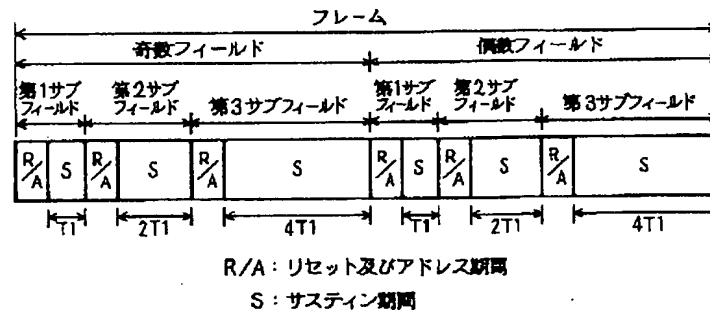 フレーム
奇数フィールド 偶数フィールド
第1サブフィールド 第2サブフィールド 第3サブフィールド 第1サブフィールド 第2サブフィールド 第3サブフィールド
R/A S R/A S R/A S R/A S R/A S R/A S
T1 2T1 4T1 T1 2T1 4T1
R/A：リセット及びアドレス期間
S：サスティン期間